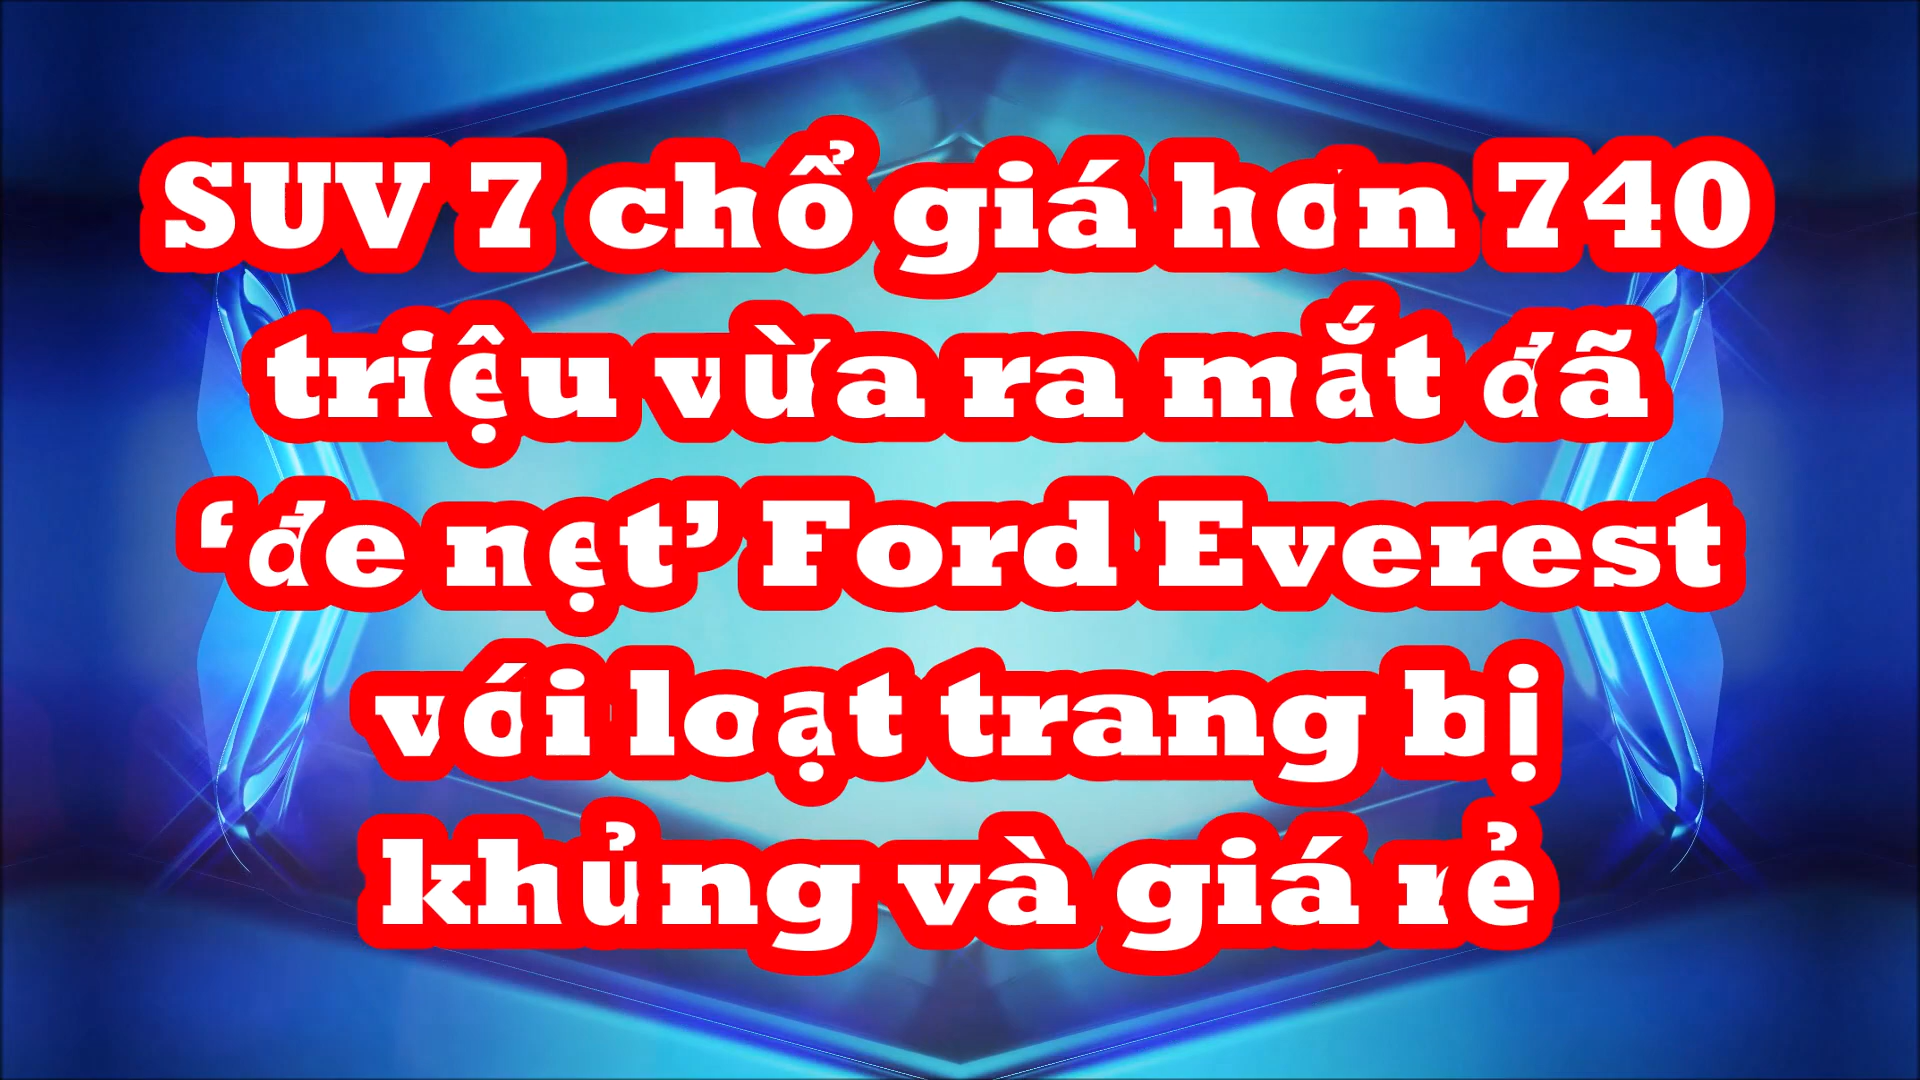 SUV 7 chổ giá hơn 740
triệu vừa ra mắt đã
‘đe nẹt’ Ford Everest
với loạt trang bị
khủng và giá rẻ